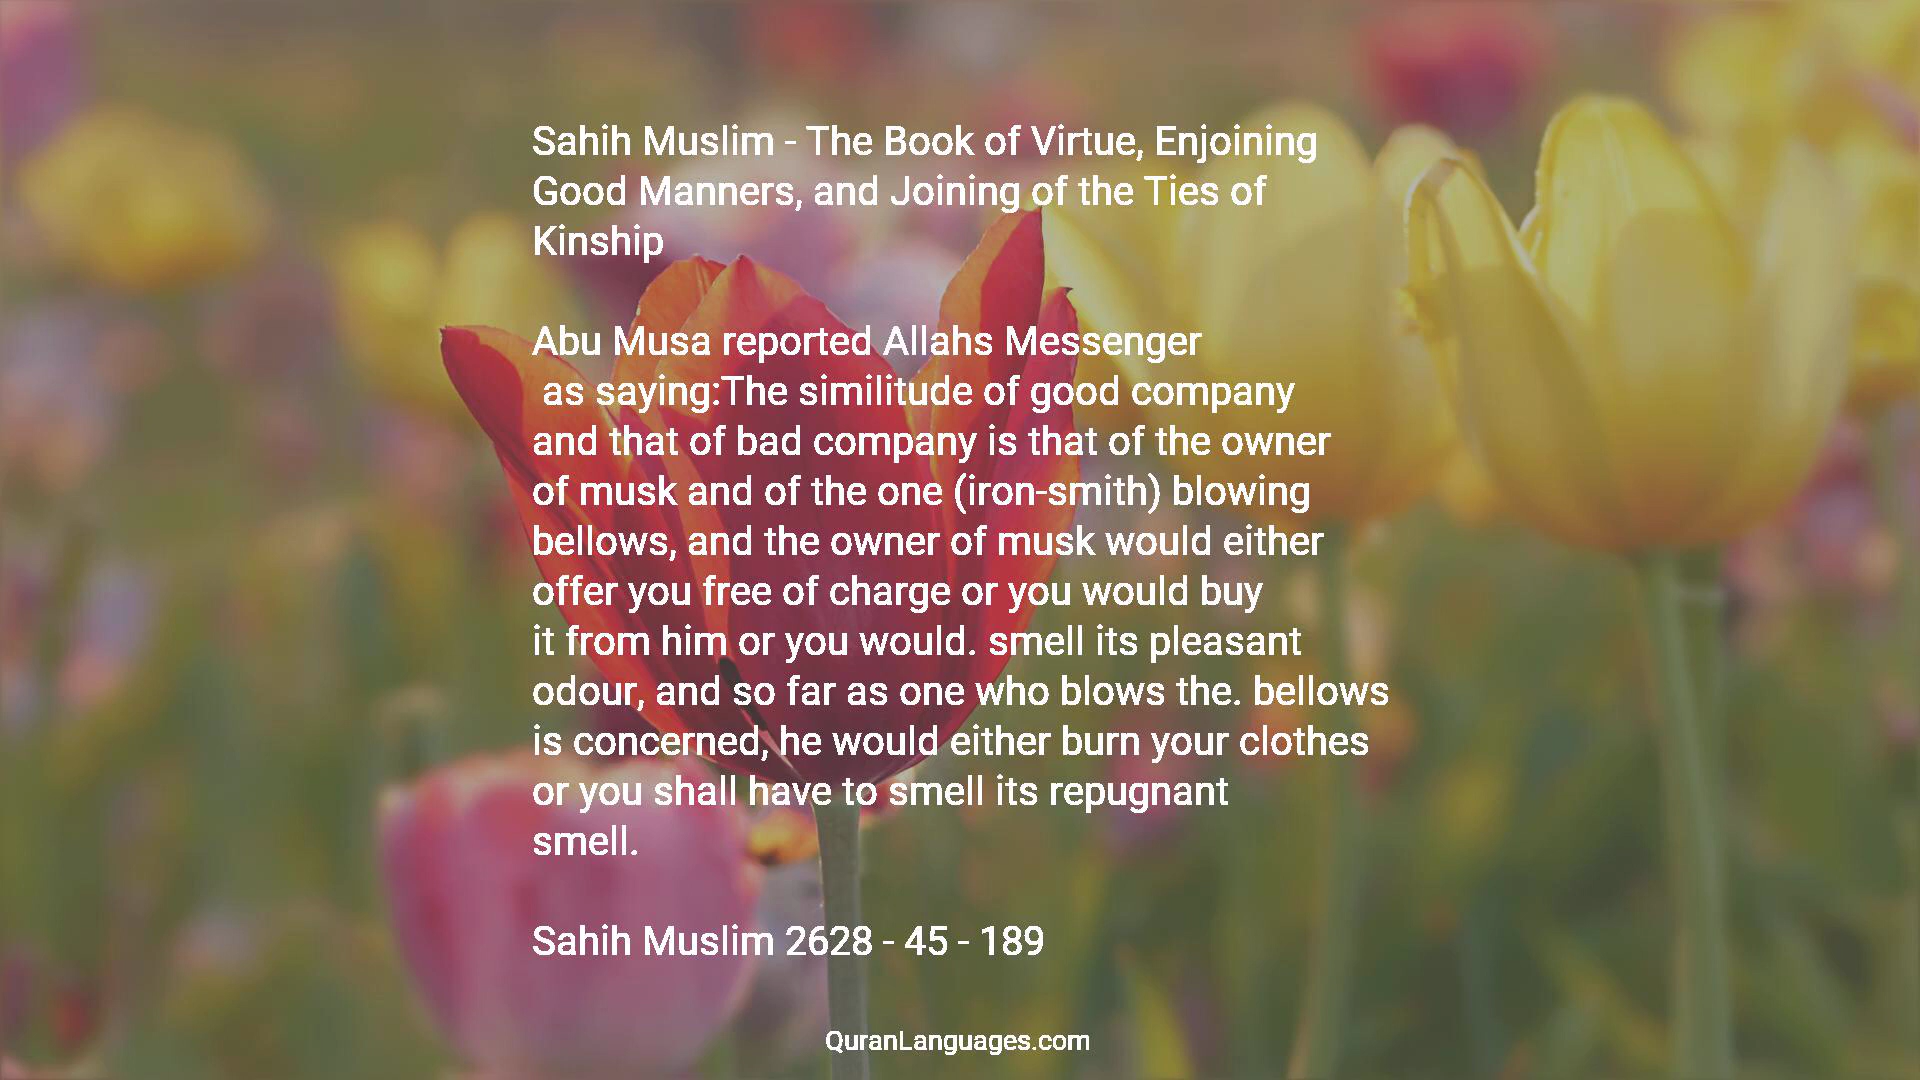 Sahih Muslim - The Book of Virtue, Enjoining
Good Manners, and Joining of the Ties of
Kinship
Abu Musa reported Allahs Messenger
as saying:The similitude of good company
and that of bad company is that of the owner
of musk and of the one (iron-smith) blowing
bellows, and the owner of musk would either
offer you free of charge or you would buy
it from him or you would. smell its pleasant
odour, and so far as one who blows the. bellows
is concerned, he would either burn your clothes
or you shall have to smell its repugnant
smell.
Sahih Muslim 2628 - 45 - 189
QuranLanguages.com